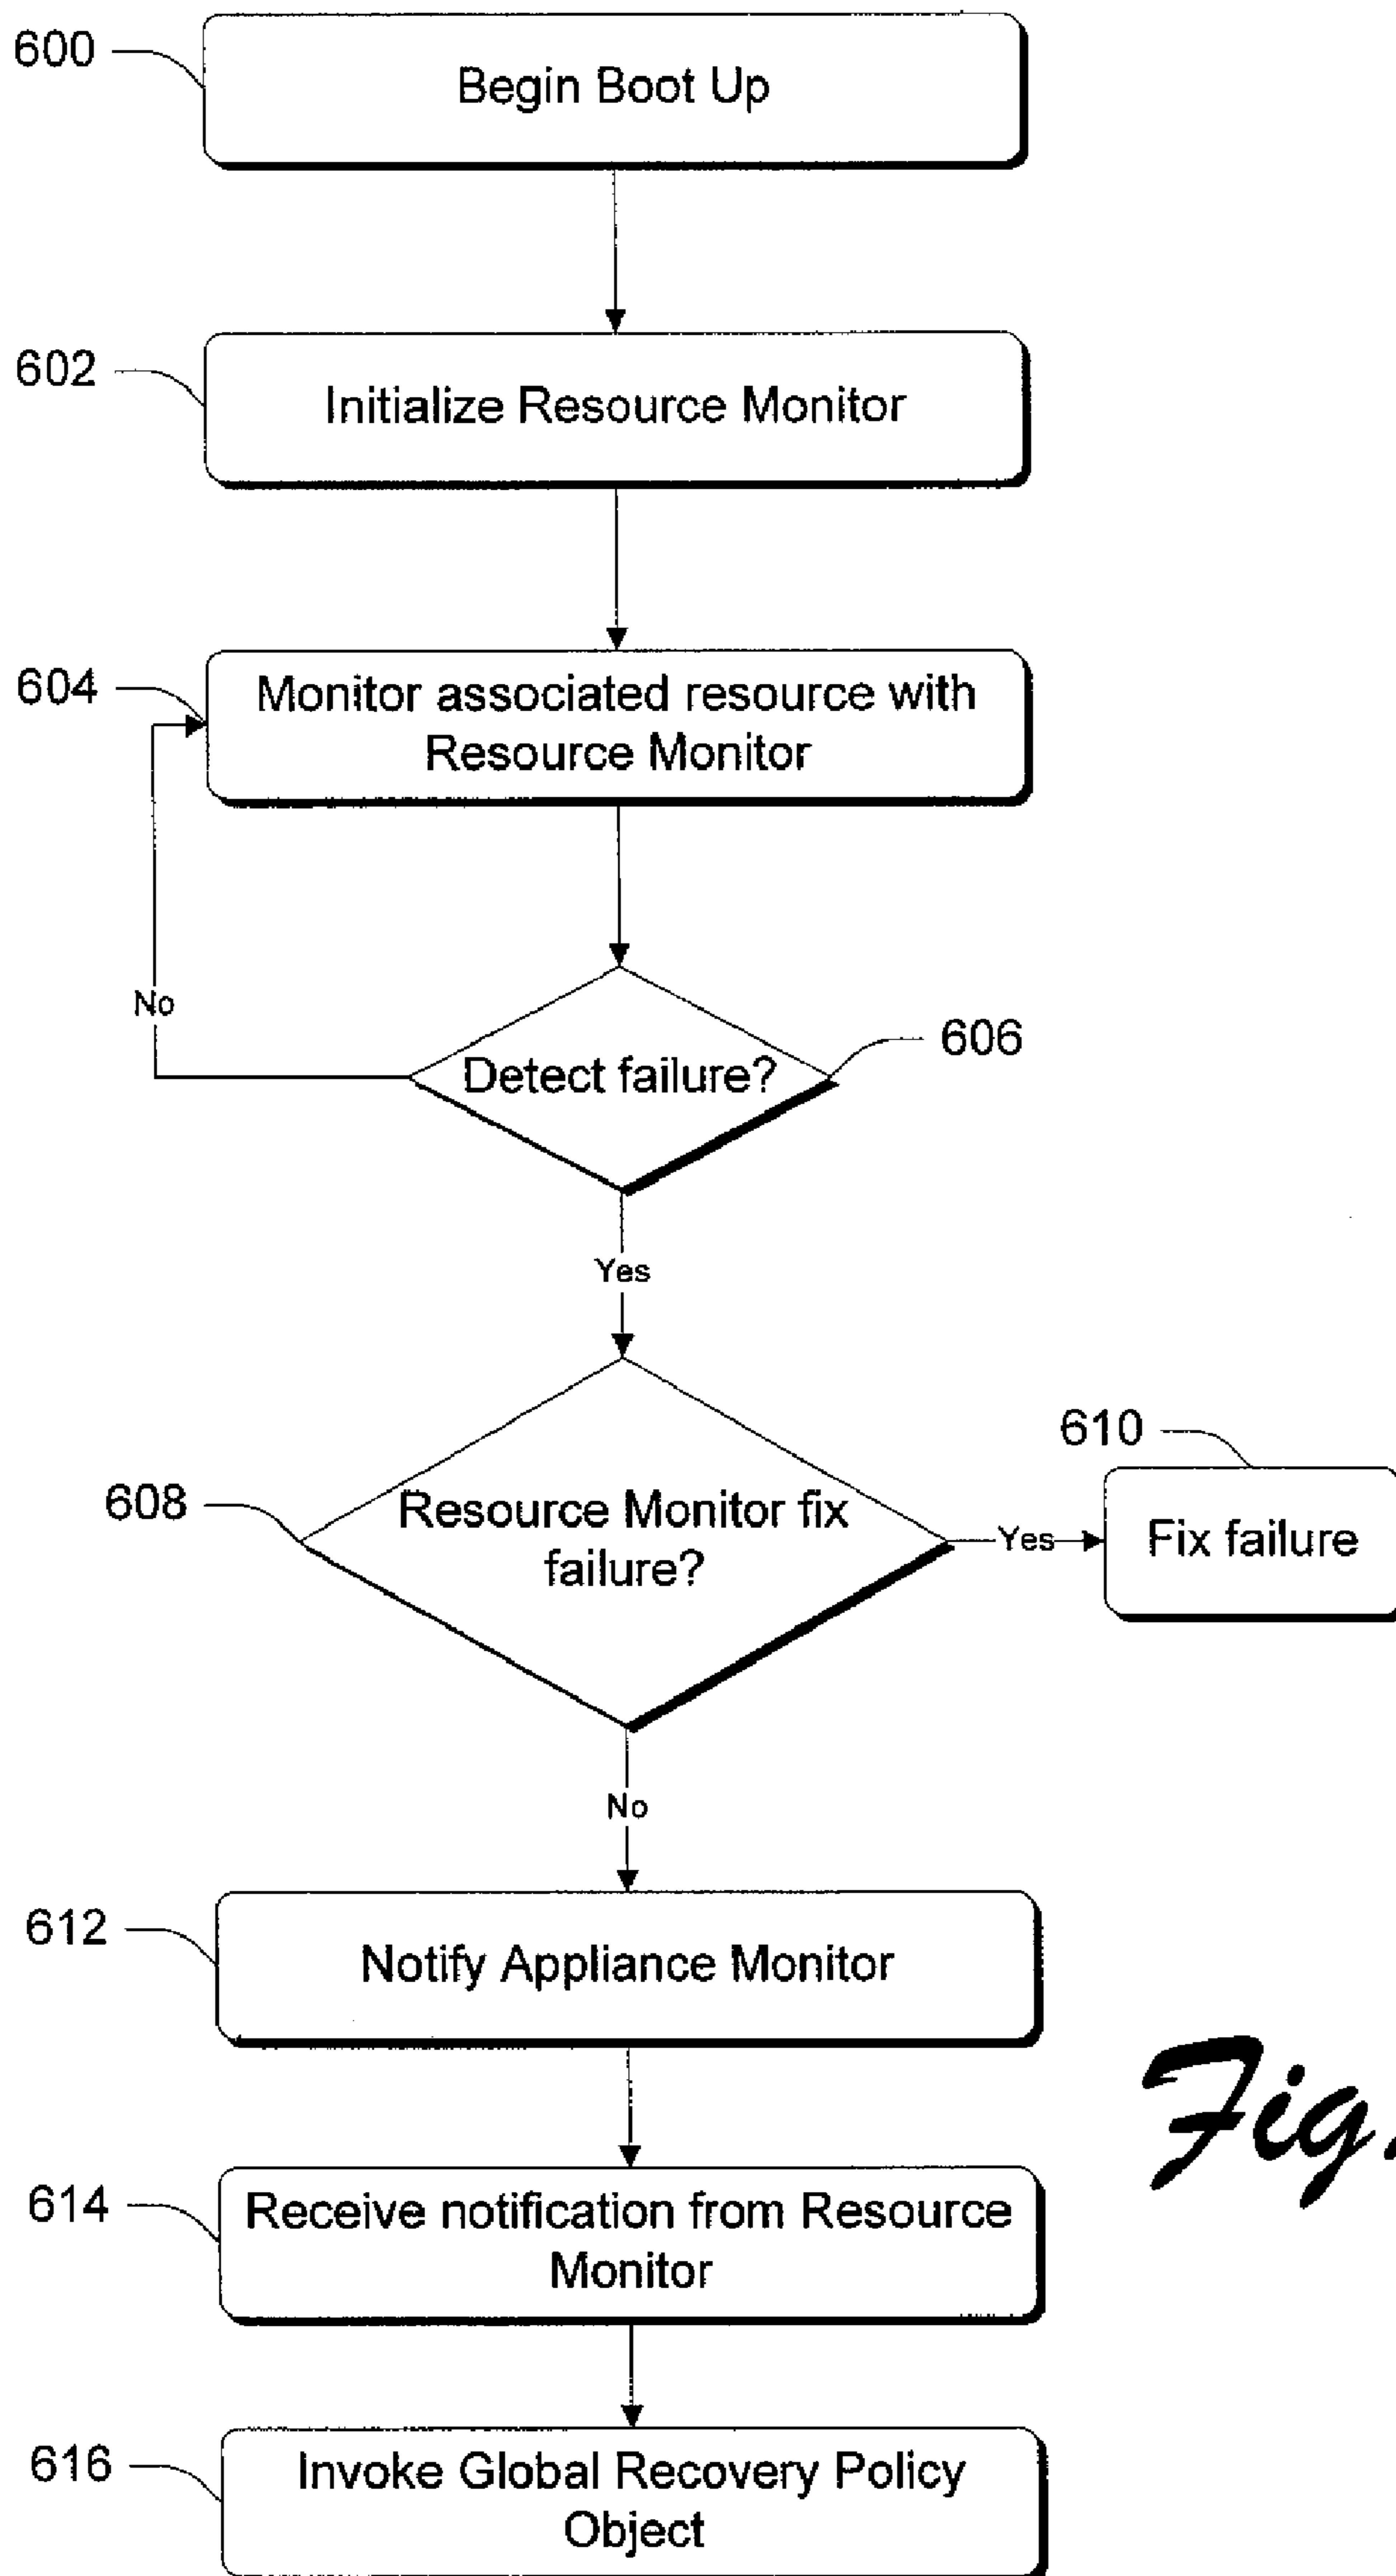 600
Begin Boot Up
602
Initialize Resource Monitor
604
Monitor associated resource with
Resource Monitor
No
Detect failure?
606
Yes
608
Resource Monitor fix
failure?
Yes
610
Fix failure
No
612
Notify Appliance Monitor
614
Receive notification from Resource
Monitor
616
Invoke Global Recovery Policy
Object
Fig.